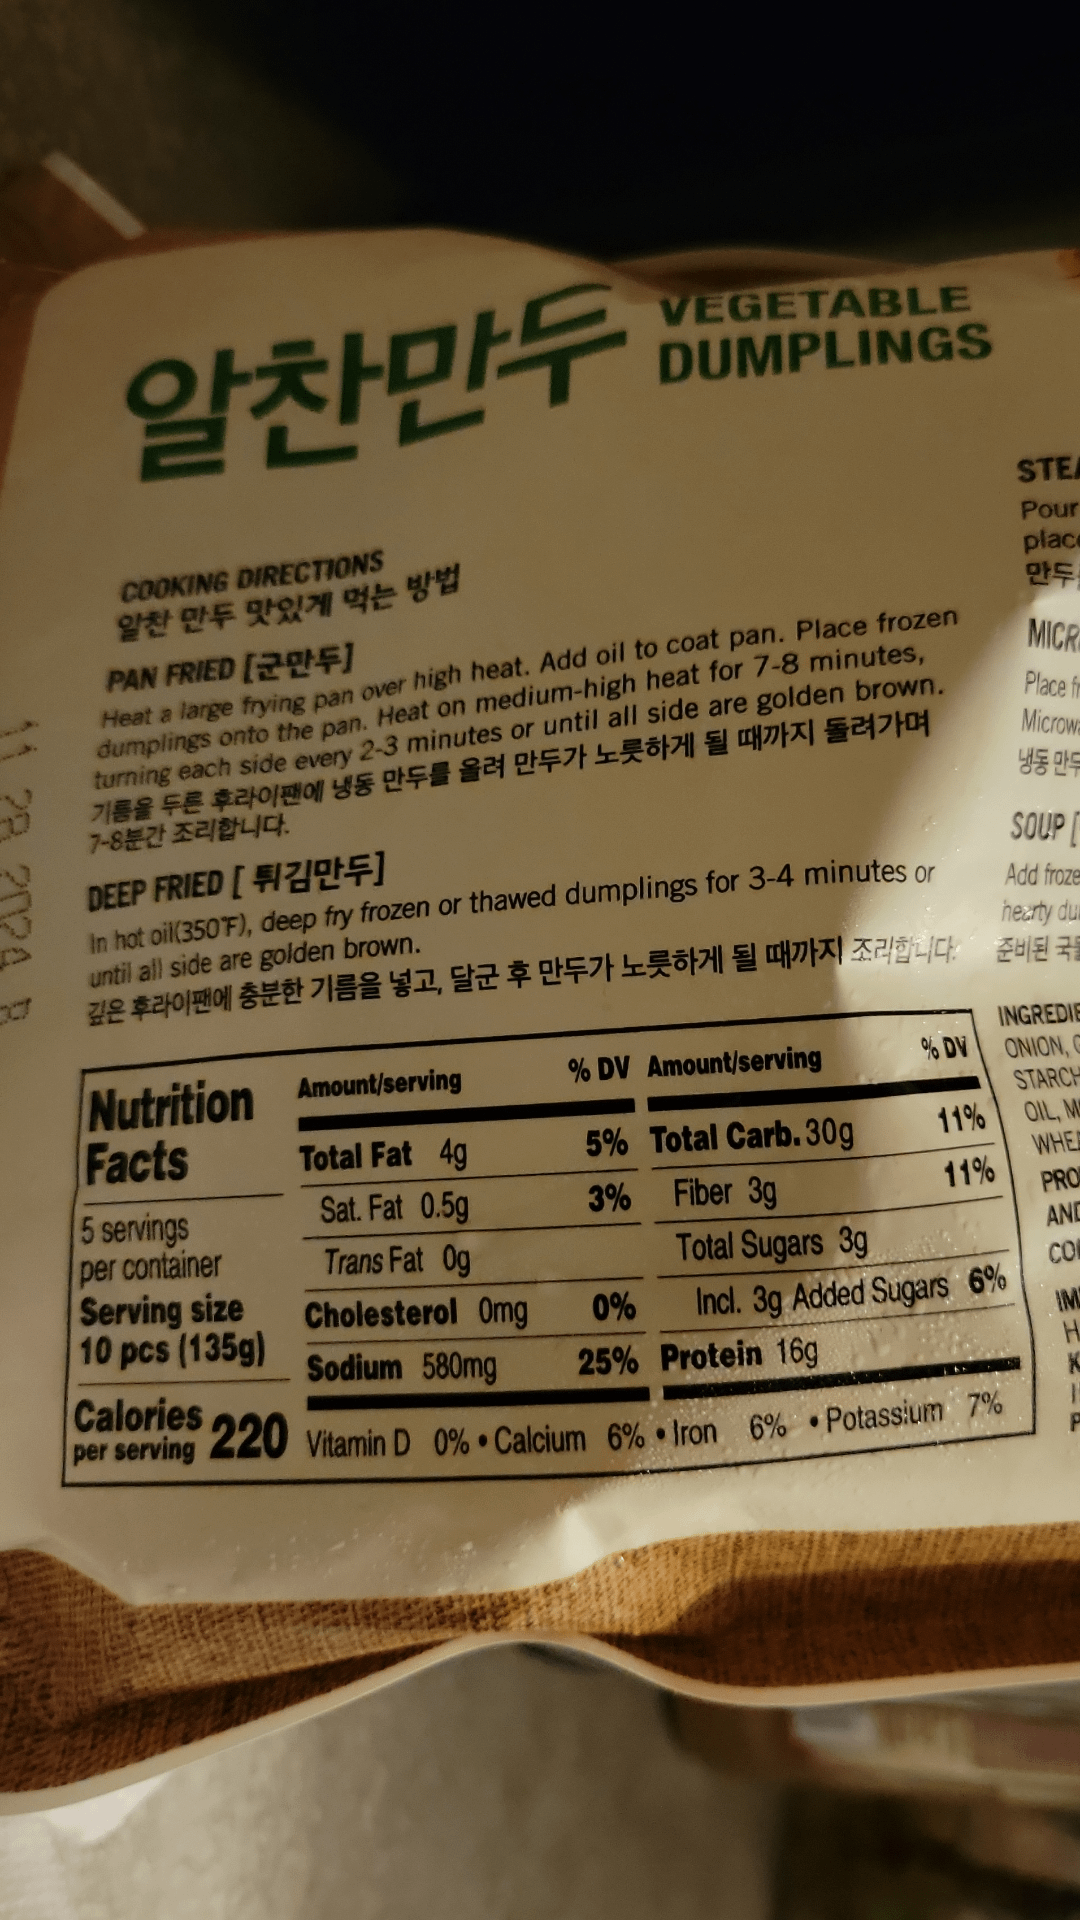 알찬만두 VEGETABLE
DUMPLINGS
COOKING DIRECTIONS
알찬 만두 맛있게 먹는 방법
PAN FRIED [군만두]
Heat a large frying pan over high heat. Add oil to coat pan. Place frozen
dumplings onto the pan. Heat on medium-high heat for 7-8 minutes,
turning each side every 2-3 minutes or until all side are golden brown.
기름을 두른 후라이팬에 냉동 만두를 올려 만두가 노릇하게 될 때까지 돌려가며
7-8분간 조리합니다.
DEEP FRIED [ 튀김만두]
In hot oil(350℉), deep fry frozen or thawed dumplings for 3-4 minutes or
until all side are golden brown.
깊은 후라이팬에 충분한 기름을 넣고, 달군 후 만두가 노릇하게 될 때까지 조리합니다.
Nutrition
Facts
5 servings
per container
Serving size
10 pcs (135g)
Calories
per serving 220
Amount/serving % DV
Total Fat 4g 5%
Sat. Fat 0.5g 3%
Trans Fat 0g
Cholesterol 0mg 0%
Sodium 580mg 25%
Amount/serving % DV
Total Carb. 30g 11%
Fiber 3g 11%
Total Sugars 3g
Incl. 3g Added Sugars 6%
Protein 16g
Vitamin D 0% • Calcium 6% • Iron 6% • Potassium 7%
Pour
Place
냉동
SOUP [
Add
준비된
ONION,
OIL,